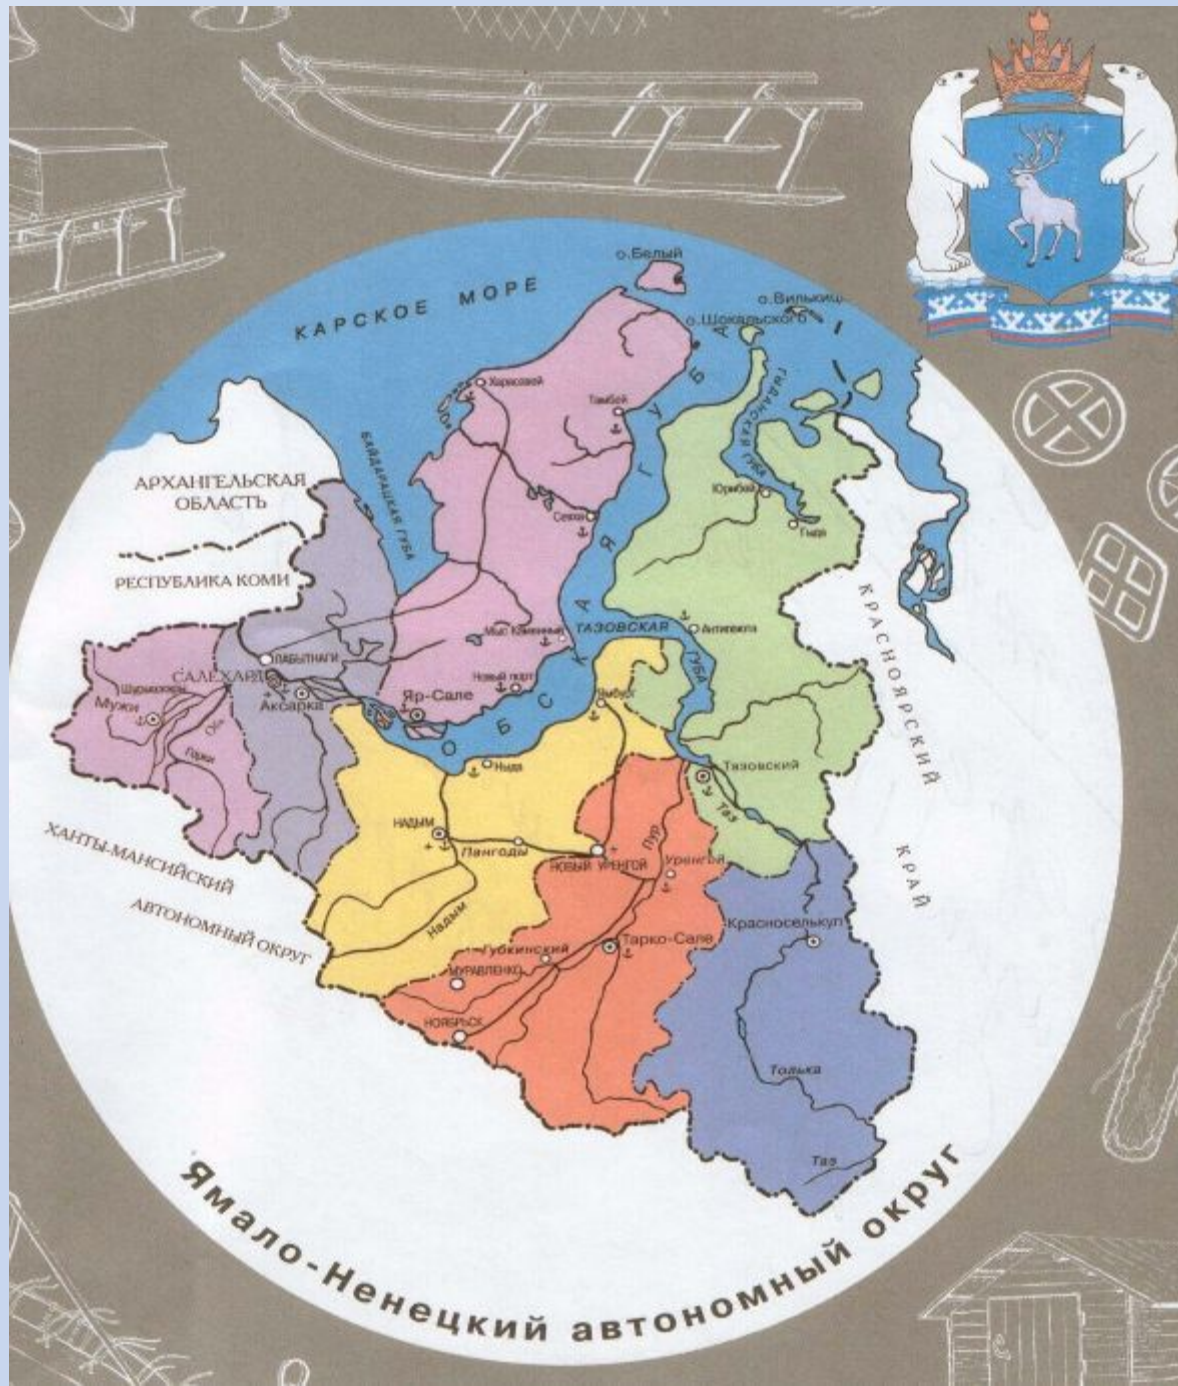 о.Белый
о.Вилькиц
о.Шокальского
КАРСКОЕ МОРЕ
Харасовей
Тамбей
ГЫДАНСКАЯ ГУБА
БАЙДАРАЦКАЯ ГУБА
АРХАНГЕЛЬСКАЯ
ОБЛАСТЬ
Юрибей
Сеяха
Гыда
РЕСПУБЛИКА КОМИ
КРАСНОЯРСКИЙ
КРАЙ
ОБСКАЯ ГУБА
ТАЗОВСКАЯ
ГУБА
Антипаюта
Мыс Каменный
ЛАБЫТНАГИ
САЛЕХАРД
Новый порт
Шурышкары
Мужи
Аксарка
Яр-Сале
Ямбург
Обь
Горки
Ныда
Тазовский
Таз
НАДЫМ
Пангоды
НОВЫЙ УРЕНГОЙ
Пур
Уренгой
ХАНТЫ-МАНСИЙСКИЙ
АВТОНОМНЫЙ ОКРУГ
Надым
Красноселькуп
Губкинский
Тарко-Сале
МУРАВЛЕНКО
НОЯБРЬСК
Толька
Таз
Ямало-Ненецкий автономный округ